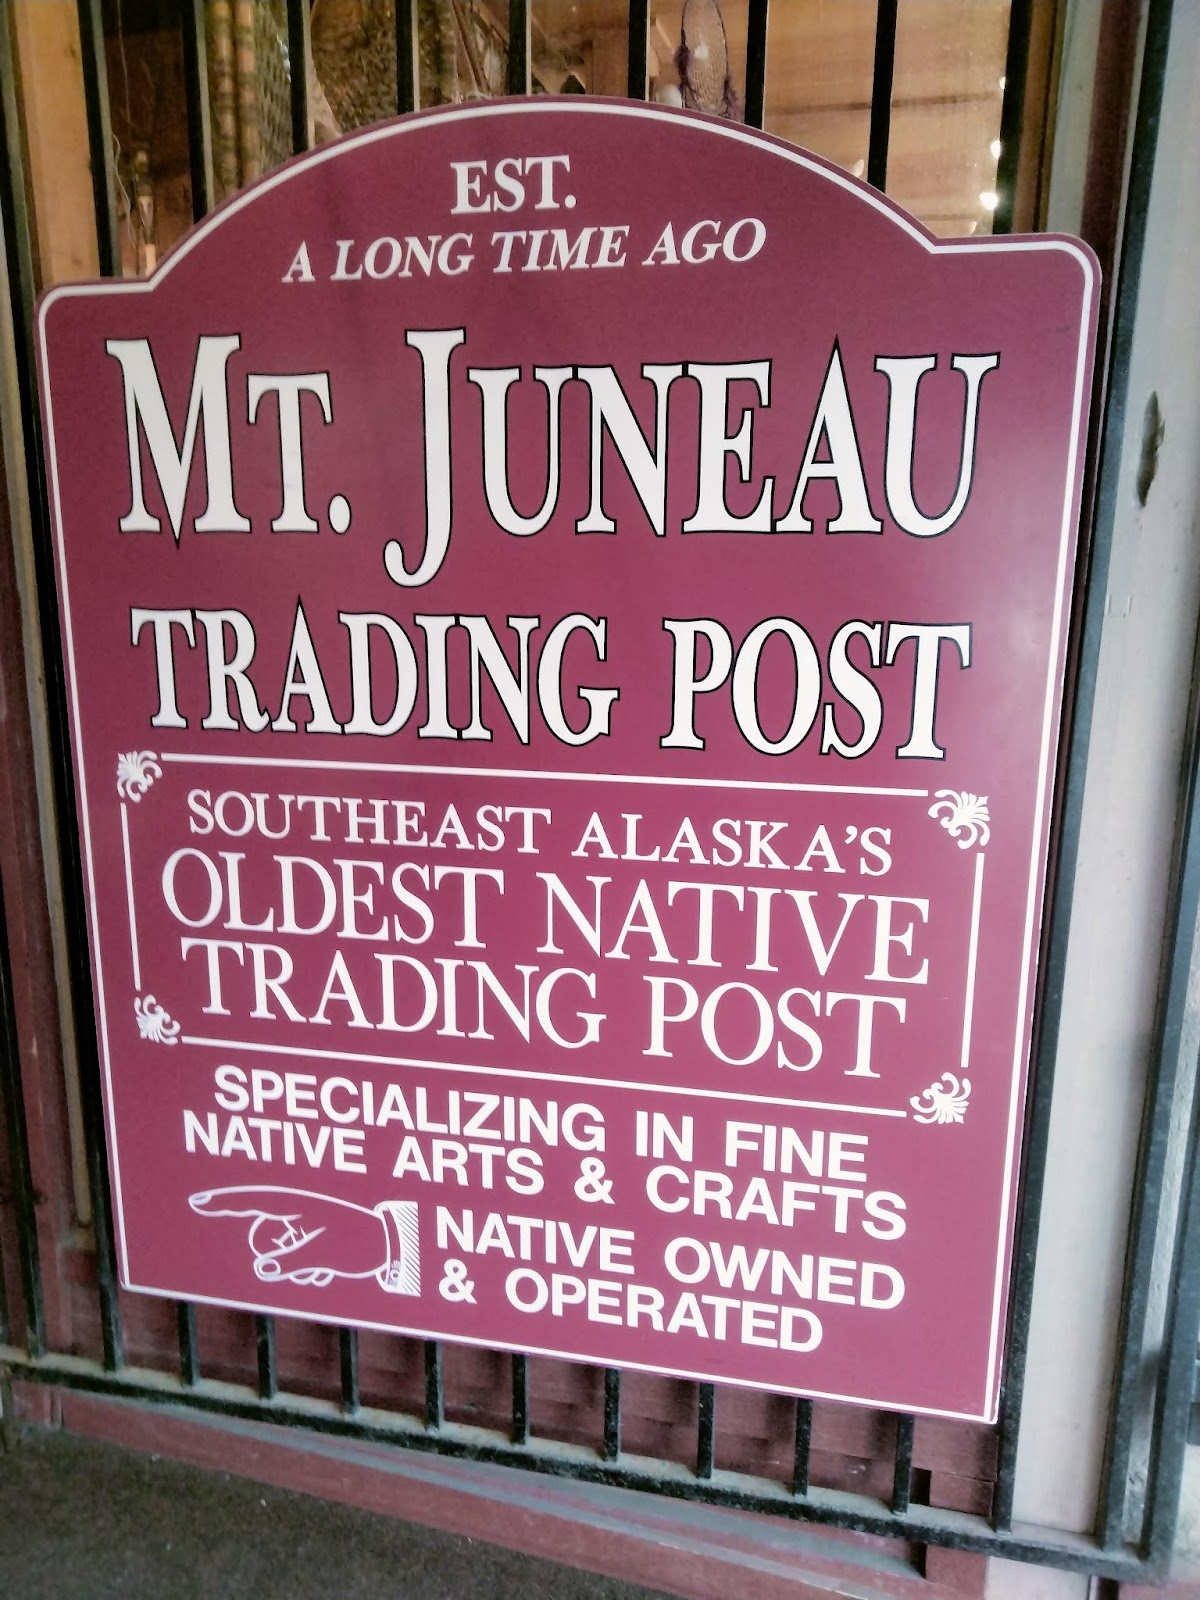 EST.
A LONG TIME AGO
MT. JUNEAU
TRADING POST
SOUTHEAST ALASKA'S
OLDEST NATIVE
TRADING POST
SPECIALIZING IN FINE
NATIVE ARTS & CRAFTS
NATIVE OWNED
& OPERATED